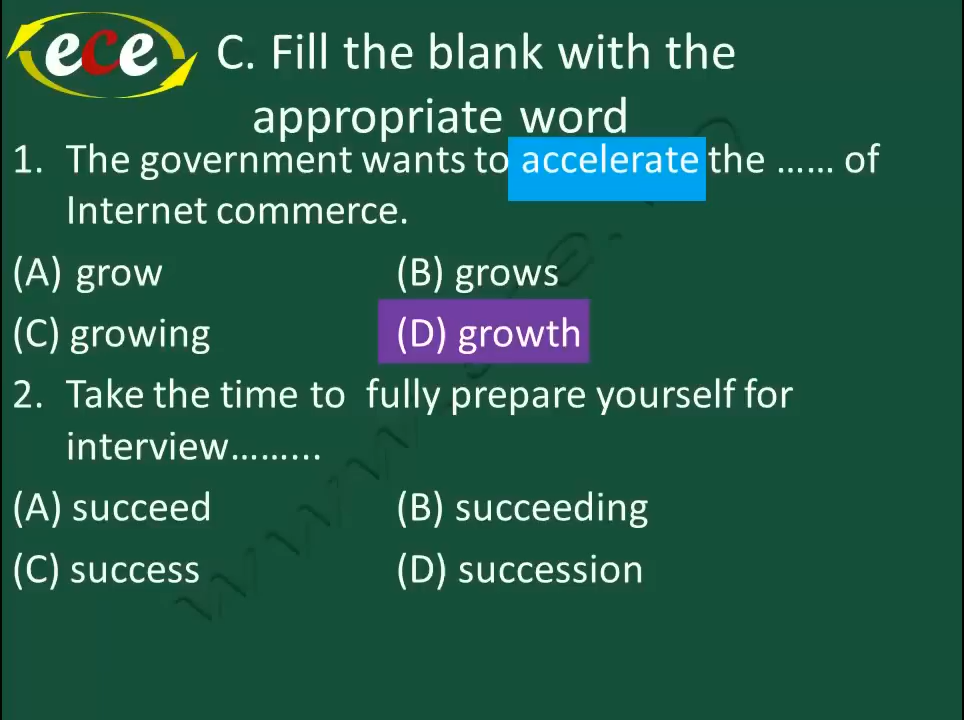 ece
C. Fill the blank with the
appropriate word
1. The government wants to accelerate the ...... of
Internet commerce.
(A) grow (B) grows
(C) growing (D) growth
2. Take the time to fully prepare yourself for
interview.........
(A) succeed (B) succeeding
(C) success (D) succession